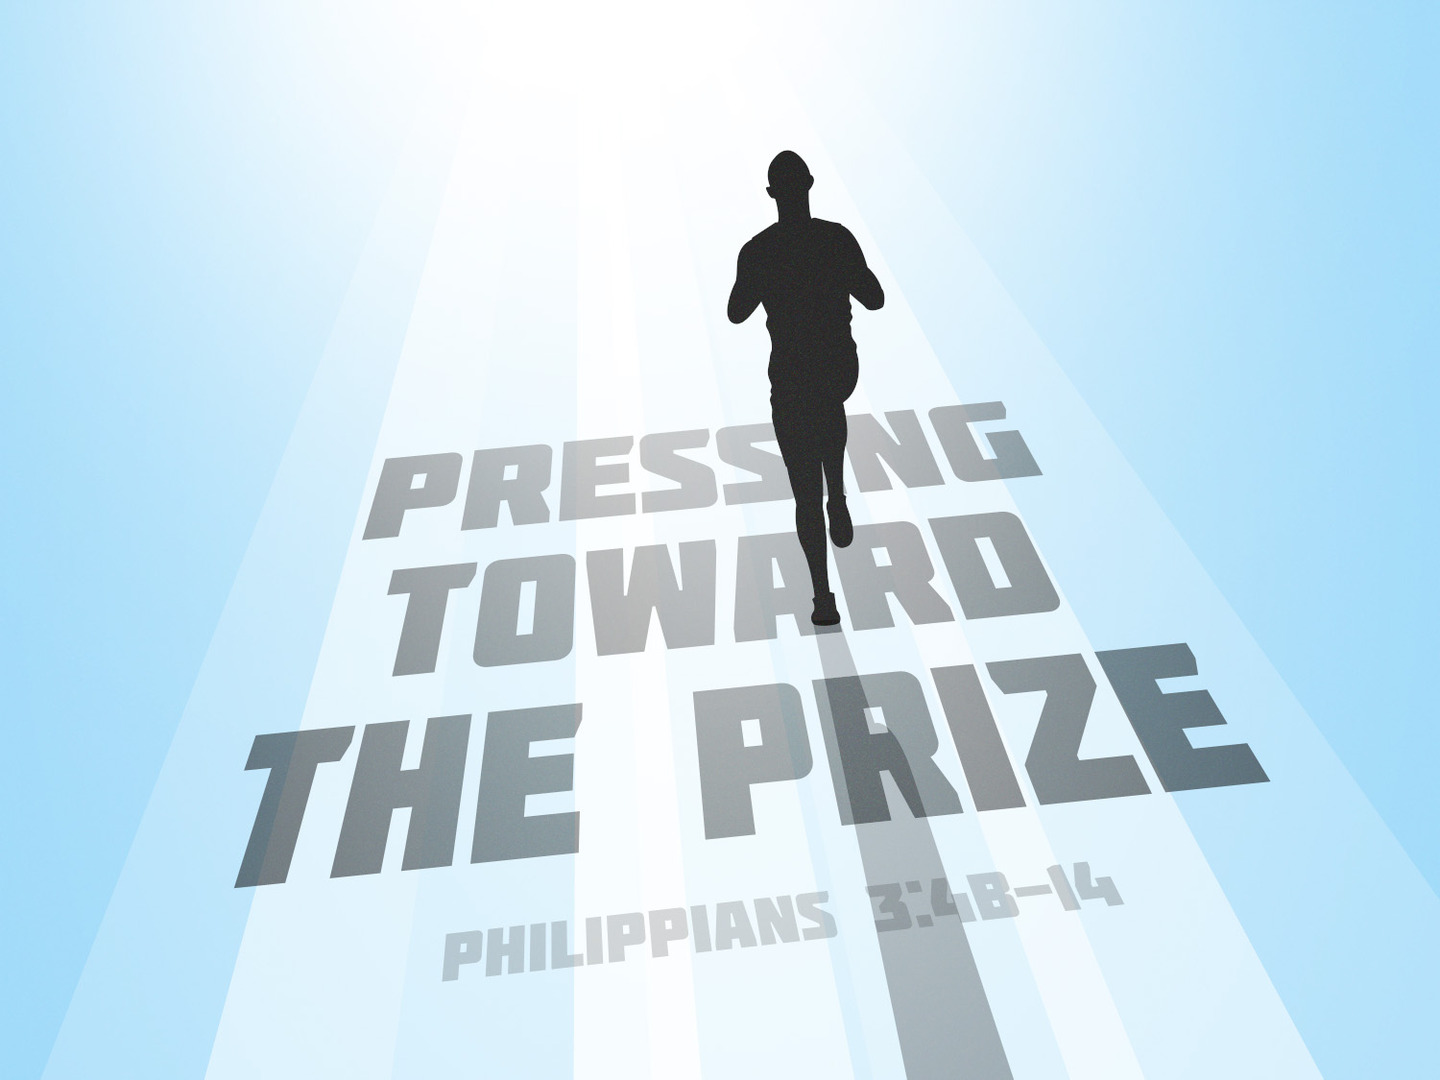 PRESSING
TOWARD
THE PRIZE
PHILIPPIANS 3:4B–14